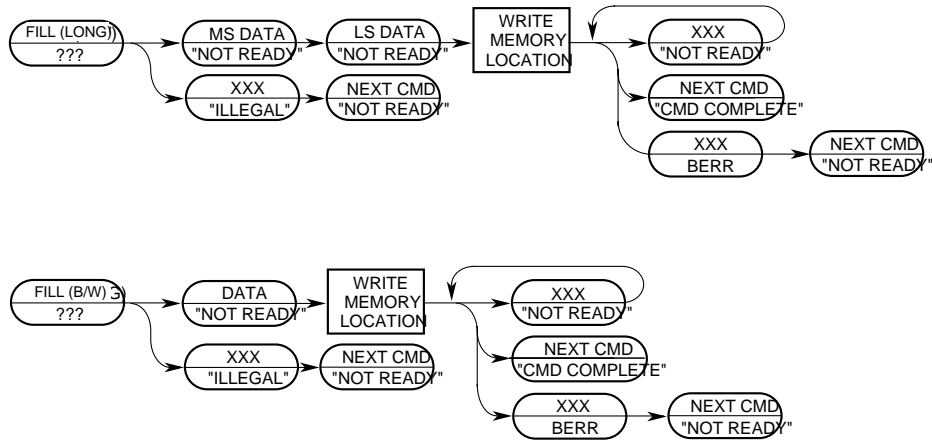 FILL (LONG))
???
MS DATA
"NOT READY"
LS DATA
"NOT READY"
WRITE
MEMORY
LOCATION
XXX
"NOT READY"
XXX
"ILLEGAL"
NEXT CMD
"NOT READY"
NEXT CMD
"CMD COMPLETE"
XXX
BERR
NEXT CMD
"NOT READY"
FILL (B/W) G)
???
DATA
"NOT READY"
WRITE
MEMORY
LOCATION
XXX
"NOT READY"
XXX
"ILLEGAL"
NEXT CMD
"NOT READY"
NEXT CMD
"CMD COMPLETE"
XXX
BERR
NEXT CMD
"NOT READY"